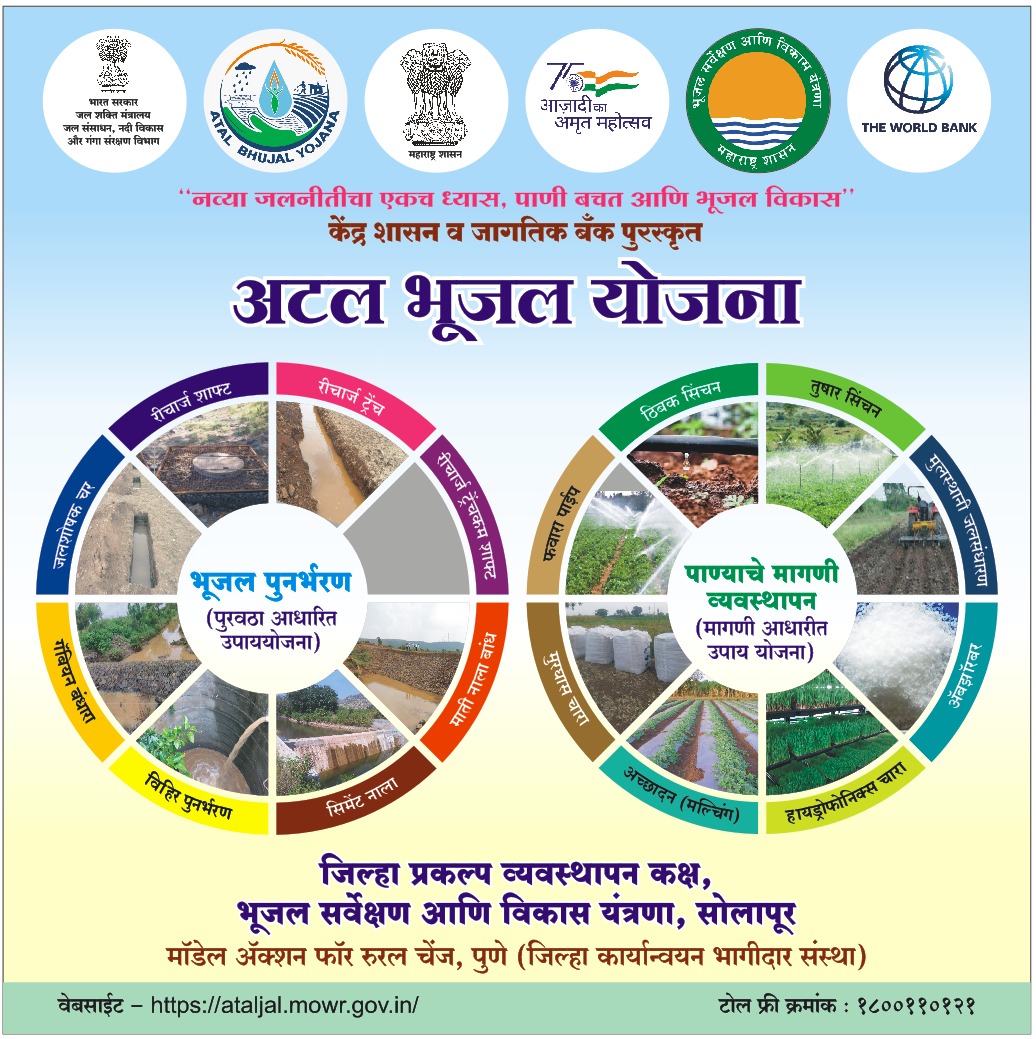 भारत सरकार
जल शक्ति मंत्रालय
जल संसाधन, नदी विकास
और गंगा संरक्षण विभाग
ATAL BHUJAL YOJANA
महाराष्ट्र शासन
75
आज़ादी का
अमृत महोत्सव
भूजल सर्वेक्षण आणि विकास यंत्रणा
महाराष्ट्र शासन
THE WORLD BANK
“नव्या जलनीतीचा एकच ध्यास, पाणी बचत आणि भूजल विकास”
केंद्र शासन व जागतिक बँक पुरस्कृत
अटल भूजल योजना
रीचार्ज शाफ्ट
रीचार्ज ट्रेंच
रीचार्ज ट्रेंचकम शाफ्ट
माती नाला बांध
सिमेंट नाला
विहिर पुनर्भरण
गॅबियन बंधारा
जलशोषक चर
भूजल पुनर्भरण
(पुरवठा आधारित
उपाययोजना)
ठिबक सिंचन
तुषार सिंचन
मुलस्थानी जलसंधारण
ॲबझॉरबर
हायड्रोफोनिक्स चारा
अच्छादन (मल्चिंग)
मुरघास चारा
फवारा पाईप
पाण्याचे मागणी
व्यवस्थापन
(मागणी आधारीत
उपाय योजना)
जिल्हा प्रकल्प व्यवस्थापन कक्ष,
भूजल सर्वेक्षण आणि विकास यंत्रणा, सोलापूर
मॉडेल ॲक्शन फॉर रुरल चेंज, पुणे (जिल्हा कार्यान्वयन भागीदार संस्था)
वेबसाईट – https://ataljal.mowr.gov.in/
टोल फ्री क्रमांक : १८००११०१२१